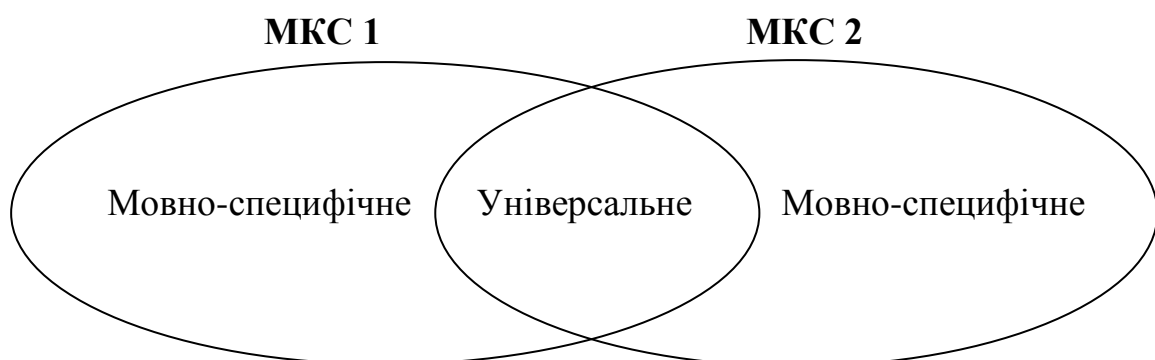 МКС 1 МКС 2
Мовно-специфічне Універсальне Мовно-специфічне